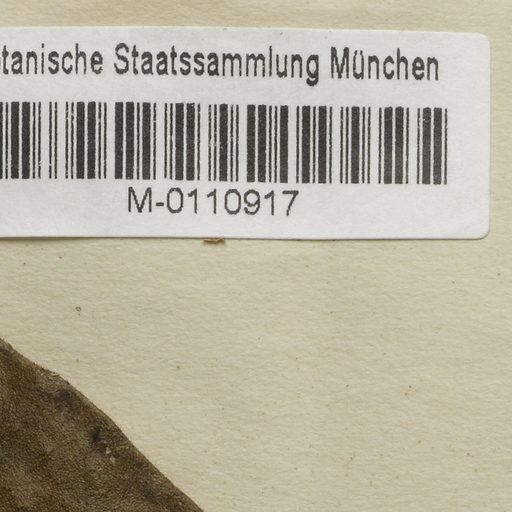 tanische Staatssammlung München
M-0110917